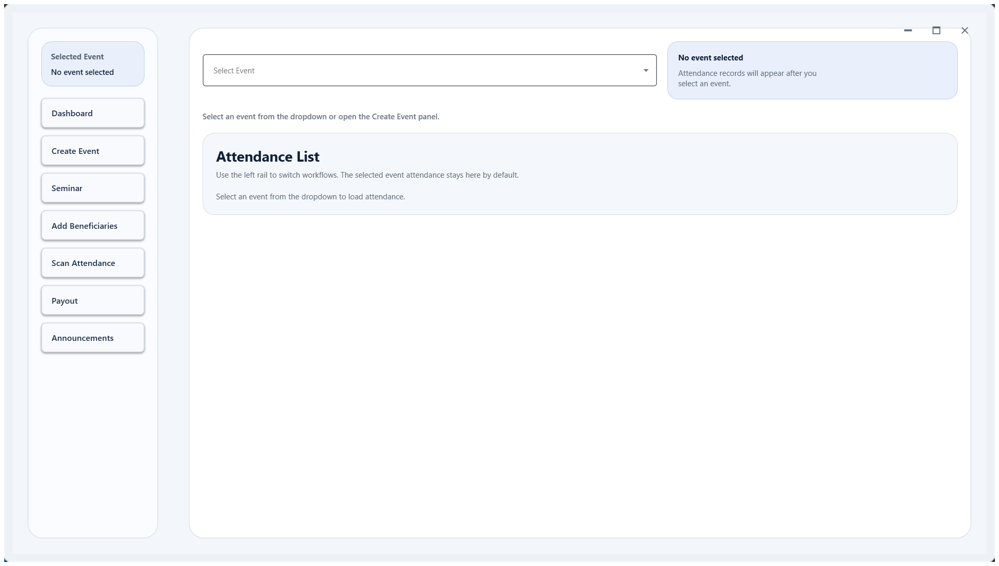 Selected Event
No event selected
Dashboard
Create Event
Seminar
Add Beneficiaries
Scan Attendance
Payout
Announcements
Select Event
No event selected
Attendance records will appear after you
select an event.
Select an event from the dropdown or open the Create Event panel.
Attendance List
Use the left rail to switch workflows. The selected event attendance stays here by default.
Select an event from the dropdown to load attendance.